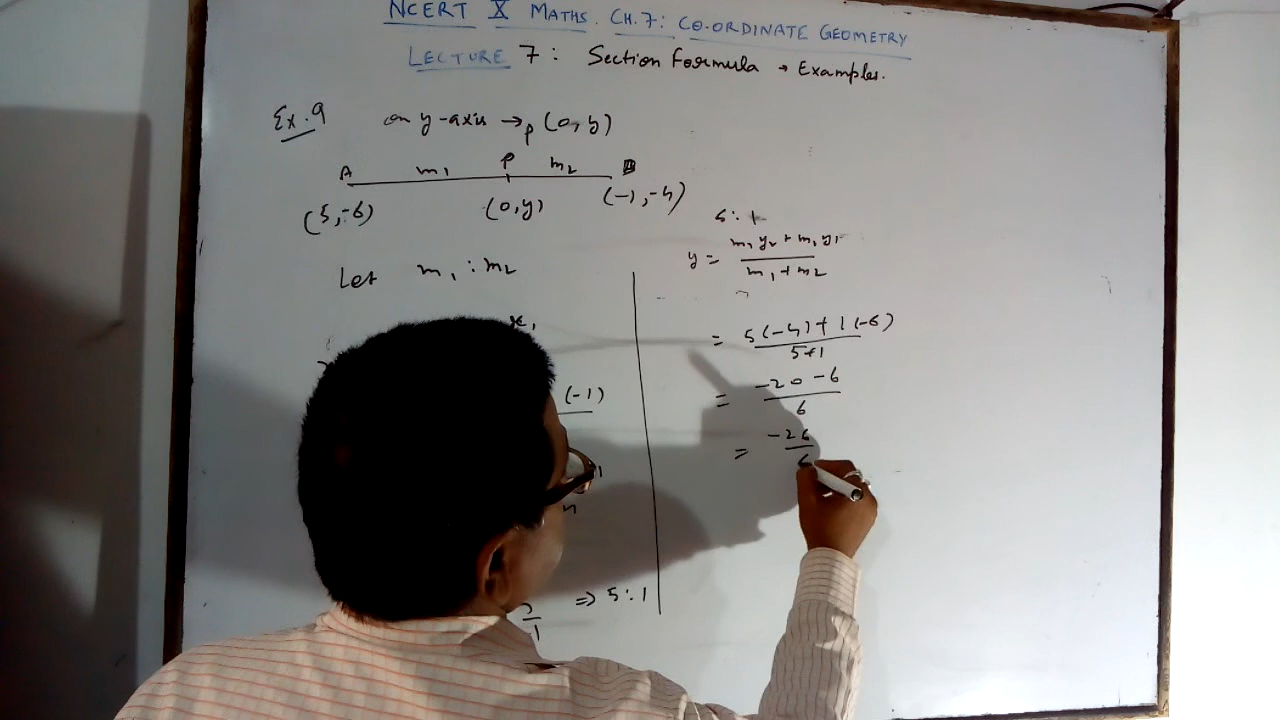 NCERT X MATHS. CH.7: CO-ORDINATE GEOMETRY
LECTURE 7: Section Formula → Examples.
Ex.9 on y-axis → P (0, y)
A m₁ P m₂ B
(5,-6) (0,y) (-1,-4)
Let m₁ : m₂
x₁
(-1)
⇒ 5:1
5:1
y = m₁y₂ + m₂y₁ / m₁ + m₂
= 5(-4)+1(-6) / 5+1
= -20 -6 / 6
= -26 / 6